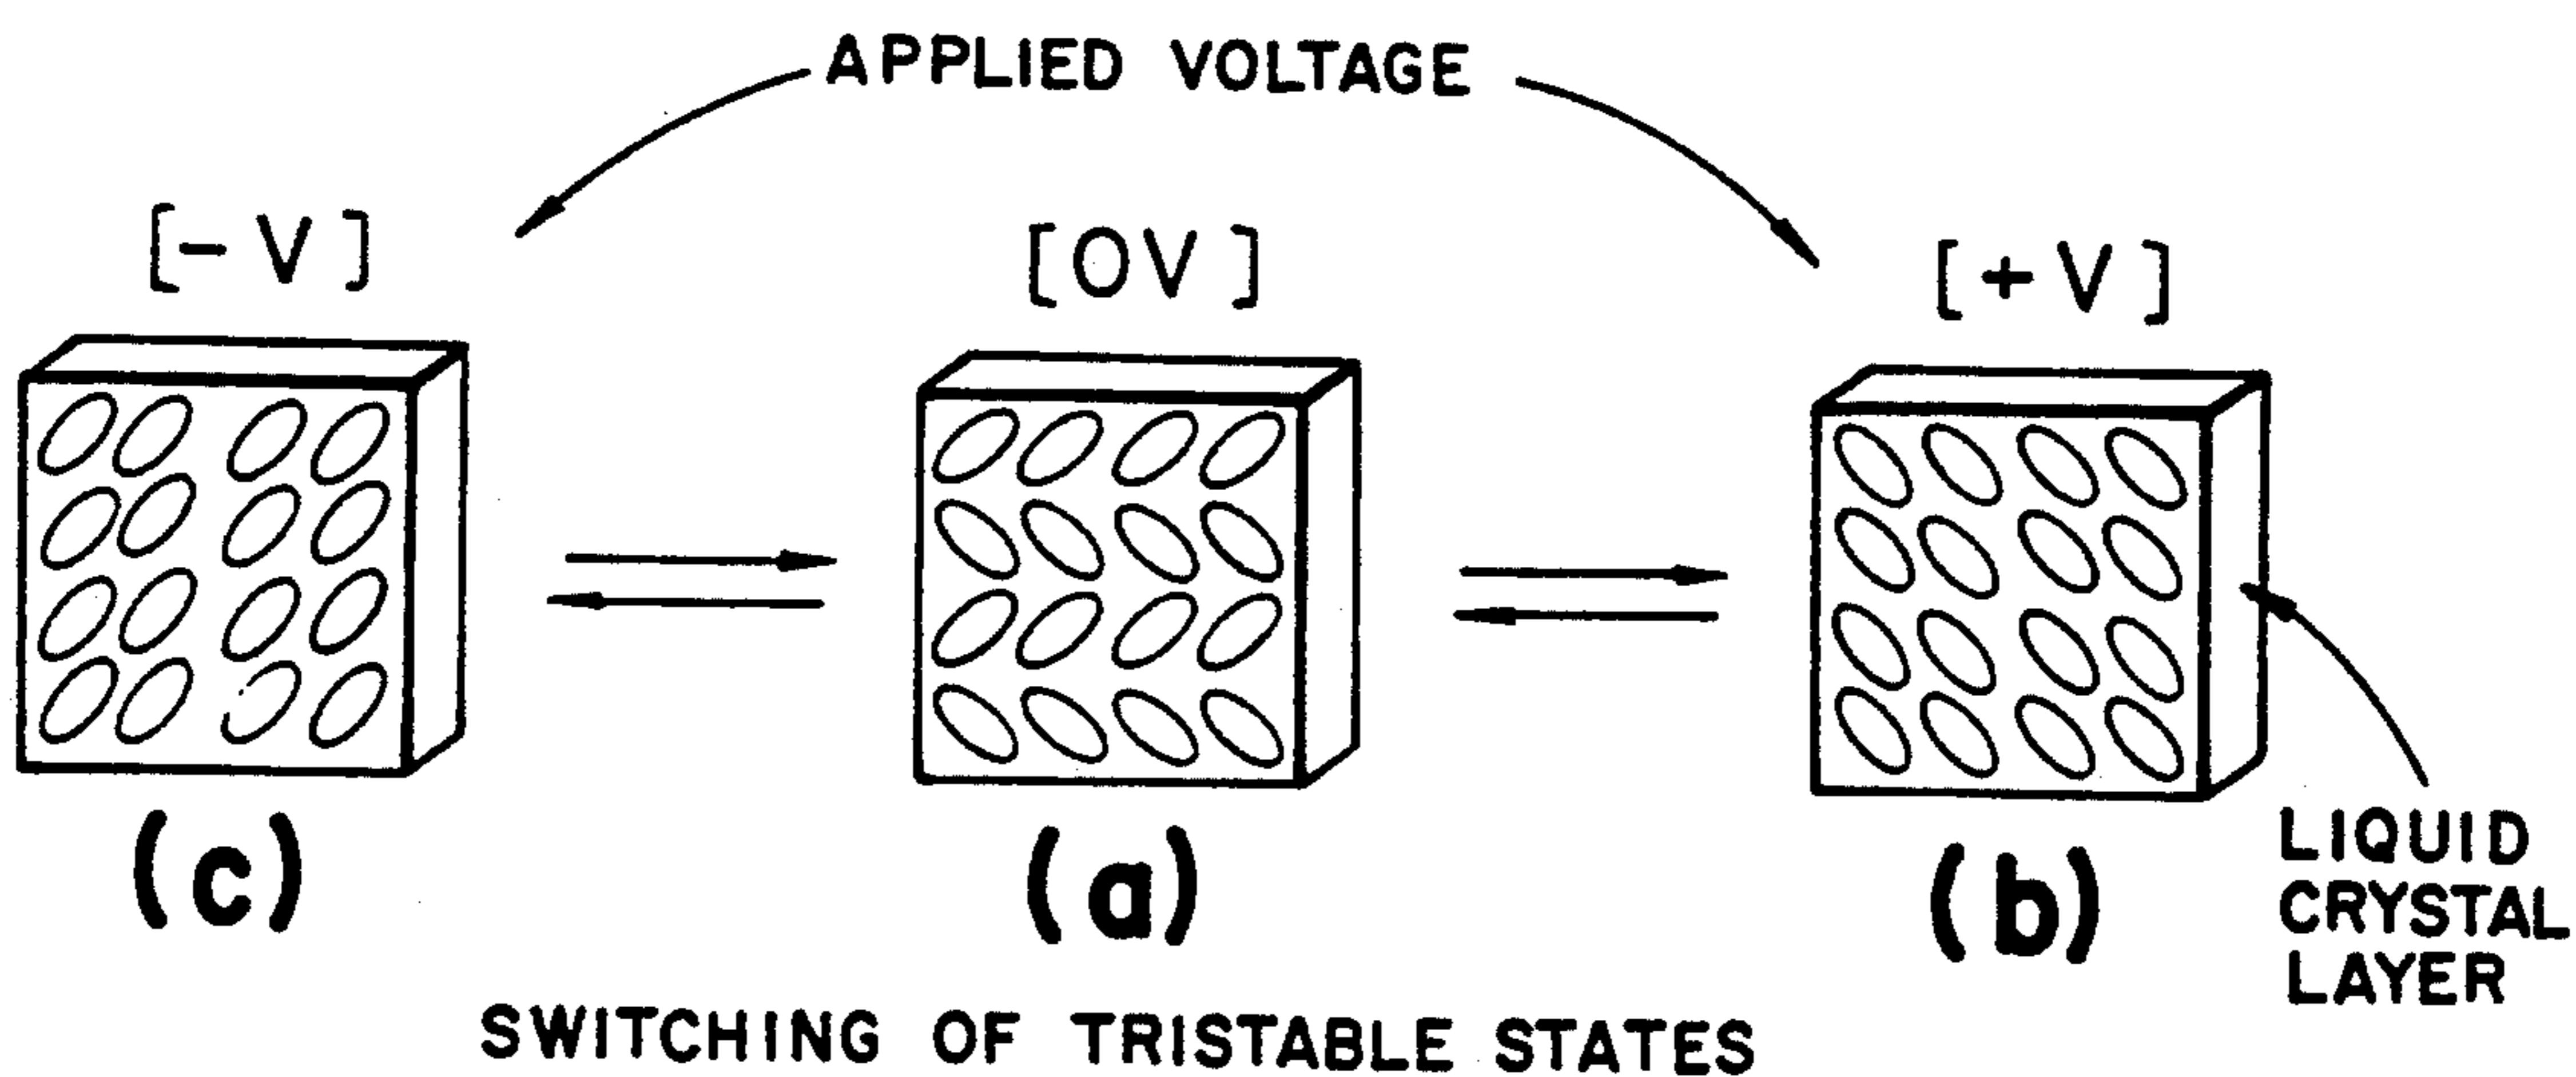 APPLIED VOLTAGE
[- V] [OV] [+ V]
(c) (a) (b)
LIQUID
CRYSTAL
LAYER
SWITCHING OF TRISTABLE STATES